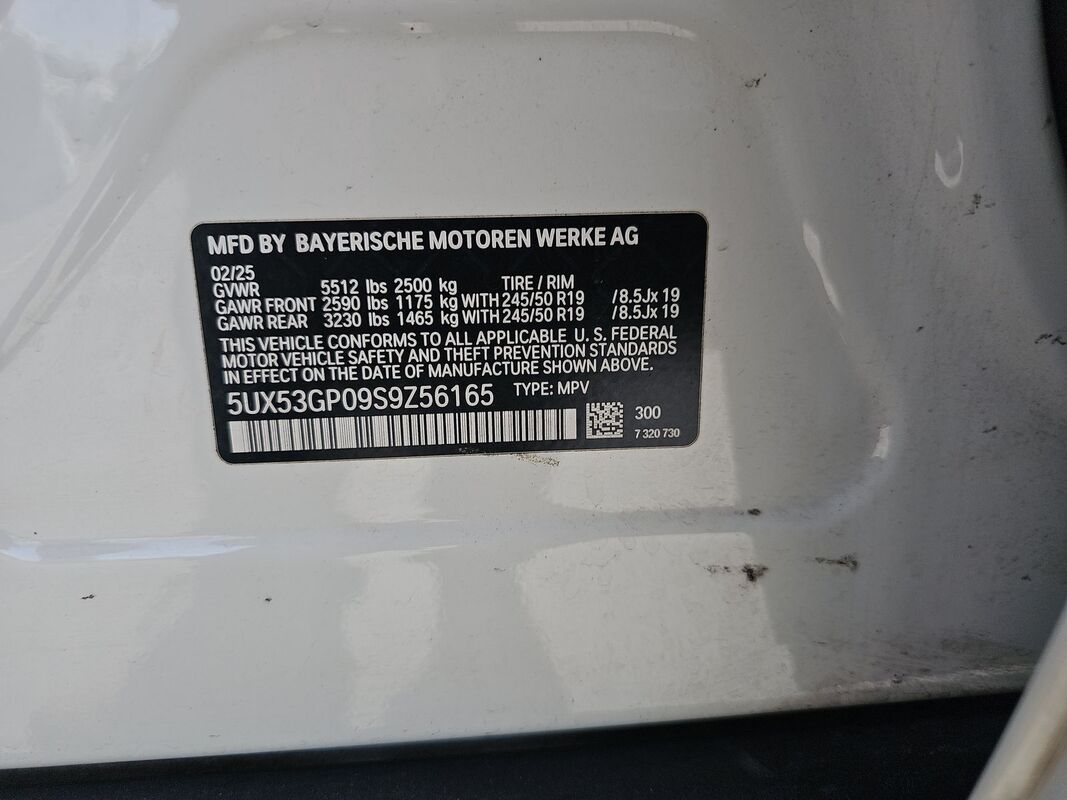 MFD BY BAYERISCHE MOTOREN WERKE AG
02/25
GVWR 5512 lbs 2500 kg TIRE / RIM
GAWR FRONT 2590 lbs 1175 kg WITH 245/50 R19 /8.5Jx 19
GAWR REAR 3230 lbs 1465 kg WITH 245/50 R19 /8.5Jx 19
THIS VEHICLE CONFORMS TO ALL APPLICABLE U. S. FEDERAL
MOTOR VEHICLE SAFETY AND THEFT PREVENTION STANDARDS
IN EFFECT ON THE DATE OF MANUFACTURE SHOWN ABOVE.
5UX53GP09S9Z56165 TYPE: MPV
300
7 320 730